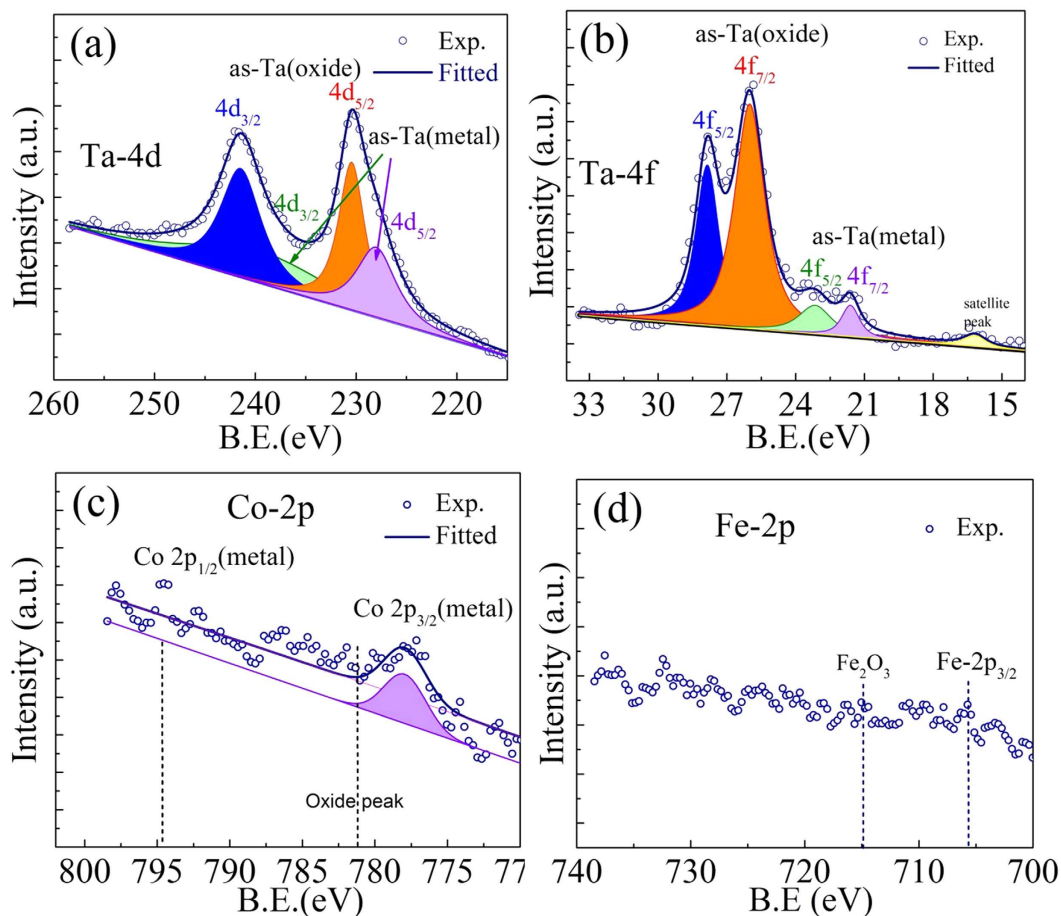 (a)
Exp.
Fitted
as-Ta(oxide)
4d3/2
4d5/2
as-Ta(metal)
Ta-4d
4d3/2
4d5/2
Intensity (a.u.)
260 250 240 230 220
B.E.(eV)
(b)
as-Ta(oxide)
Exp.
Fitted
4f7/2
4f5/2
Ta-4f
as-Ta(metal)
4f5/2
4f7/2
satellite
peak
Intensity (a.u.)
33 30 27 24 21 18 15
B.E.(eV)
(c)
Co-2p
Exp.
Fitted
Co 2p1/2(metal)
Co 2p3/2(metal)
Oxide peak
Intensity (a.u.)
800 795 790 785 780 775 770
B.E.(eV)
(d)
Fe-2p
Exp.
Fe2O3
Fe-2p3/2
Intensity (a.u.)
740 730 720 710 700
B.E (eV)